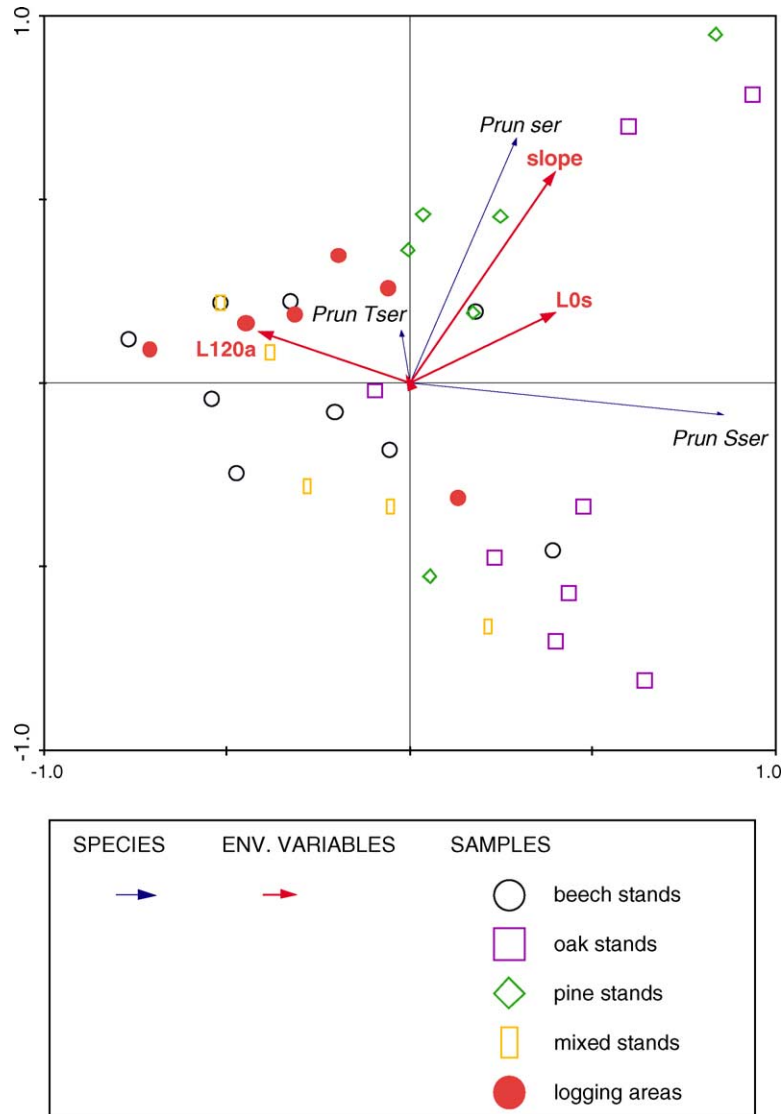 1.0
Prun ser
slope
L0s
Prun Tser
L120a
Prun Sser
-1.0
-1.0
1.0
SPECIES ENV. VARIABLES SAMPLES
beech stands
oak stands
pine stands
mixed stands
logging areas